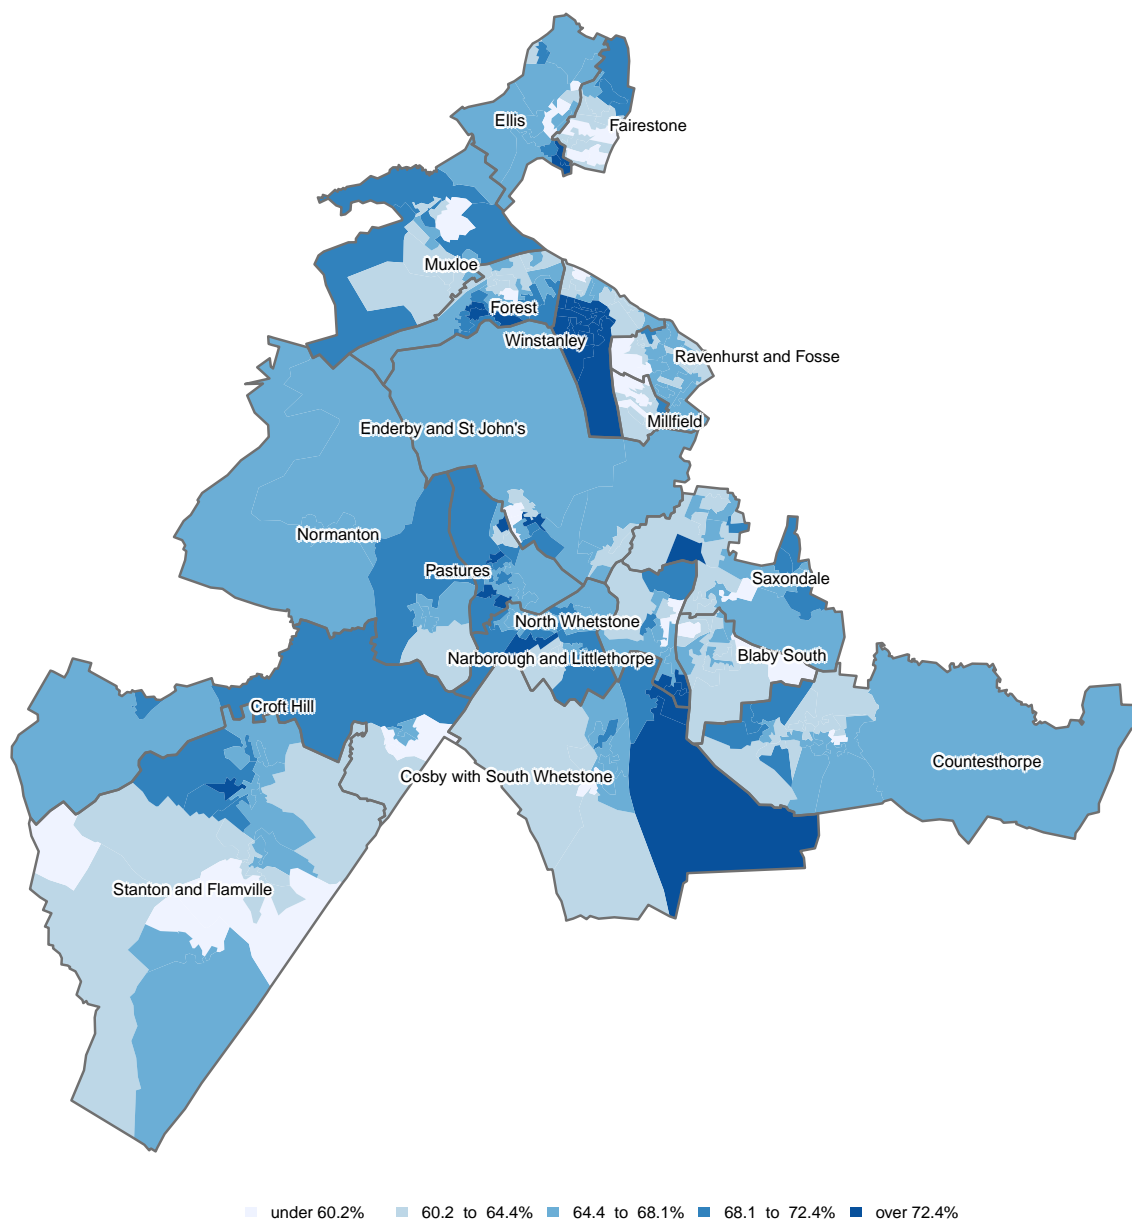 Ellis
Fairestone
Muxloe
Forest
Winstanley
Ravenhurst and Fosse
Millfield
Enderby and St John's
Normanton
Pastures
Saxondale
North Whetstone
Blaby South
Narborough and Littlethorpe
Croft Hill
Countesthorpe
Cosby with South Whetstone
Stanton and Flamville
under 60.2% 60.2 to 64.4% 64.4 to 68.1% 68.1 to 72.4% over 72.4%